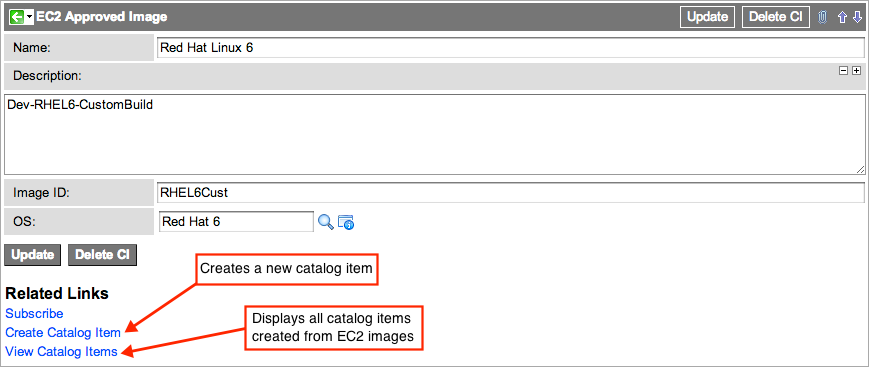 EC2 Approved Image
Update
Delete CI
Name:
Red Hat Linux 6
Description:
Dev-RHEL6-CustomBuild
Image ID:
RHEL6Cust
OS:
Red Hat 6
Update
Delete CI
Creates a new catalog item
Related Links
Subscribe
Displays all catalog items
created from EC2 images
Create Catalog Item
View Catalog Items